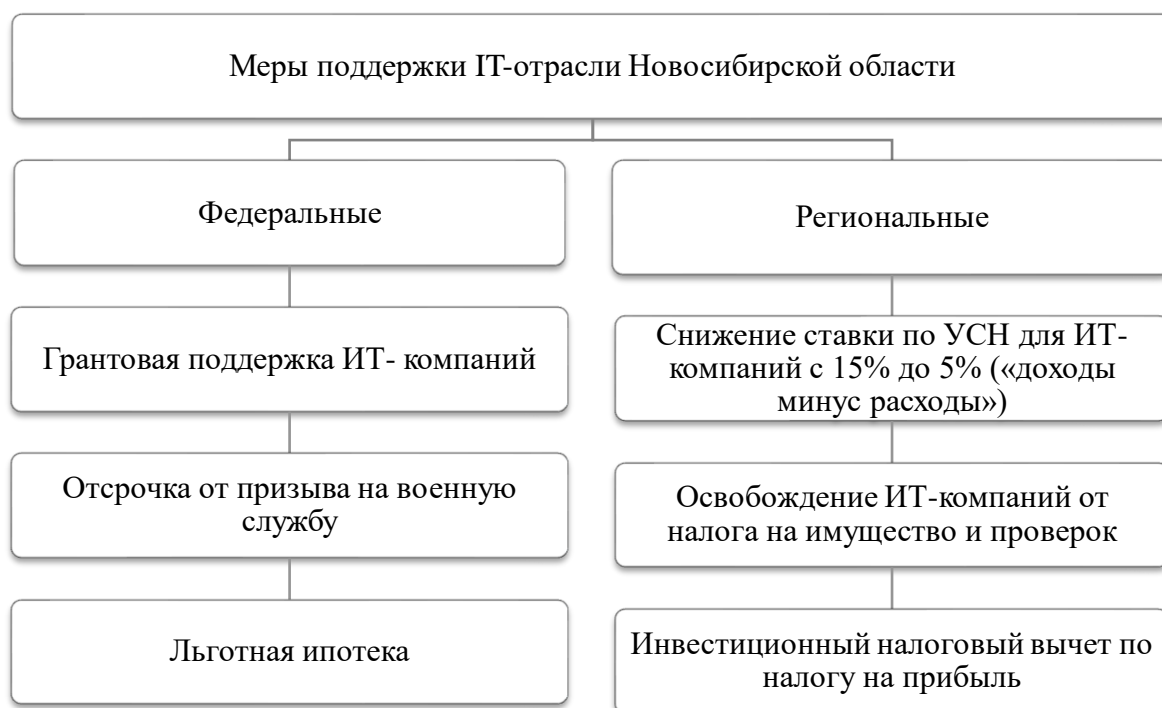 Меры поддержки IT-отрасли Новосибирской области
Федеральные
Грантовая поддержка ИТ- компаний
Отсрочка от призыва на военную
службу
Льготная ипотека
Региональные
Снижение ставки по УСН для ИТ-
компаний с 15% до 5% («доходы
минус расходы»)
Освобождение ИТ-компаний от
налога на имущество и проверок
Инвестиционный налоговый вычет по
налогу на прибыль